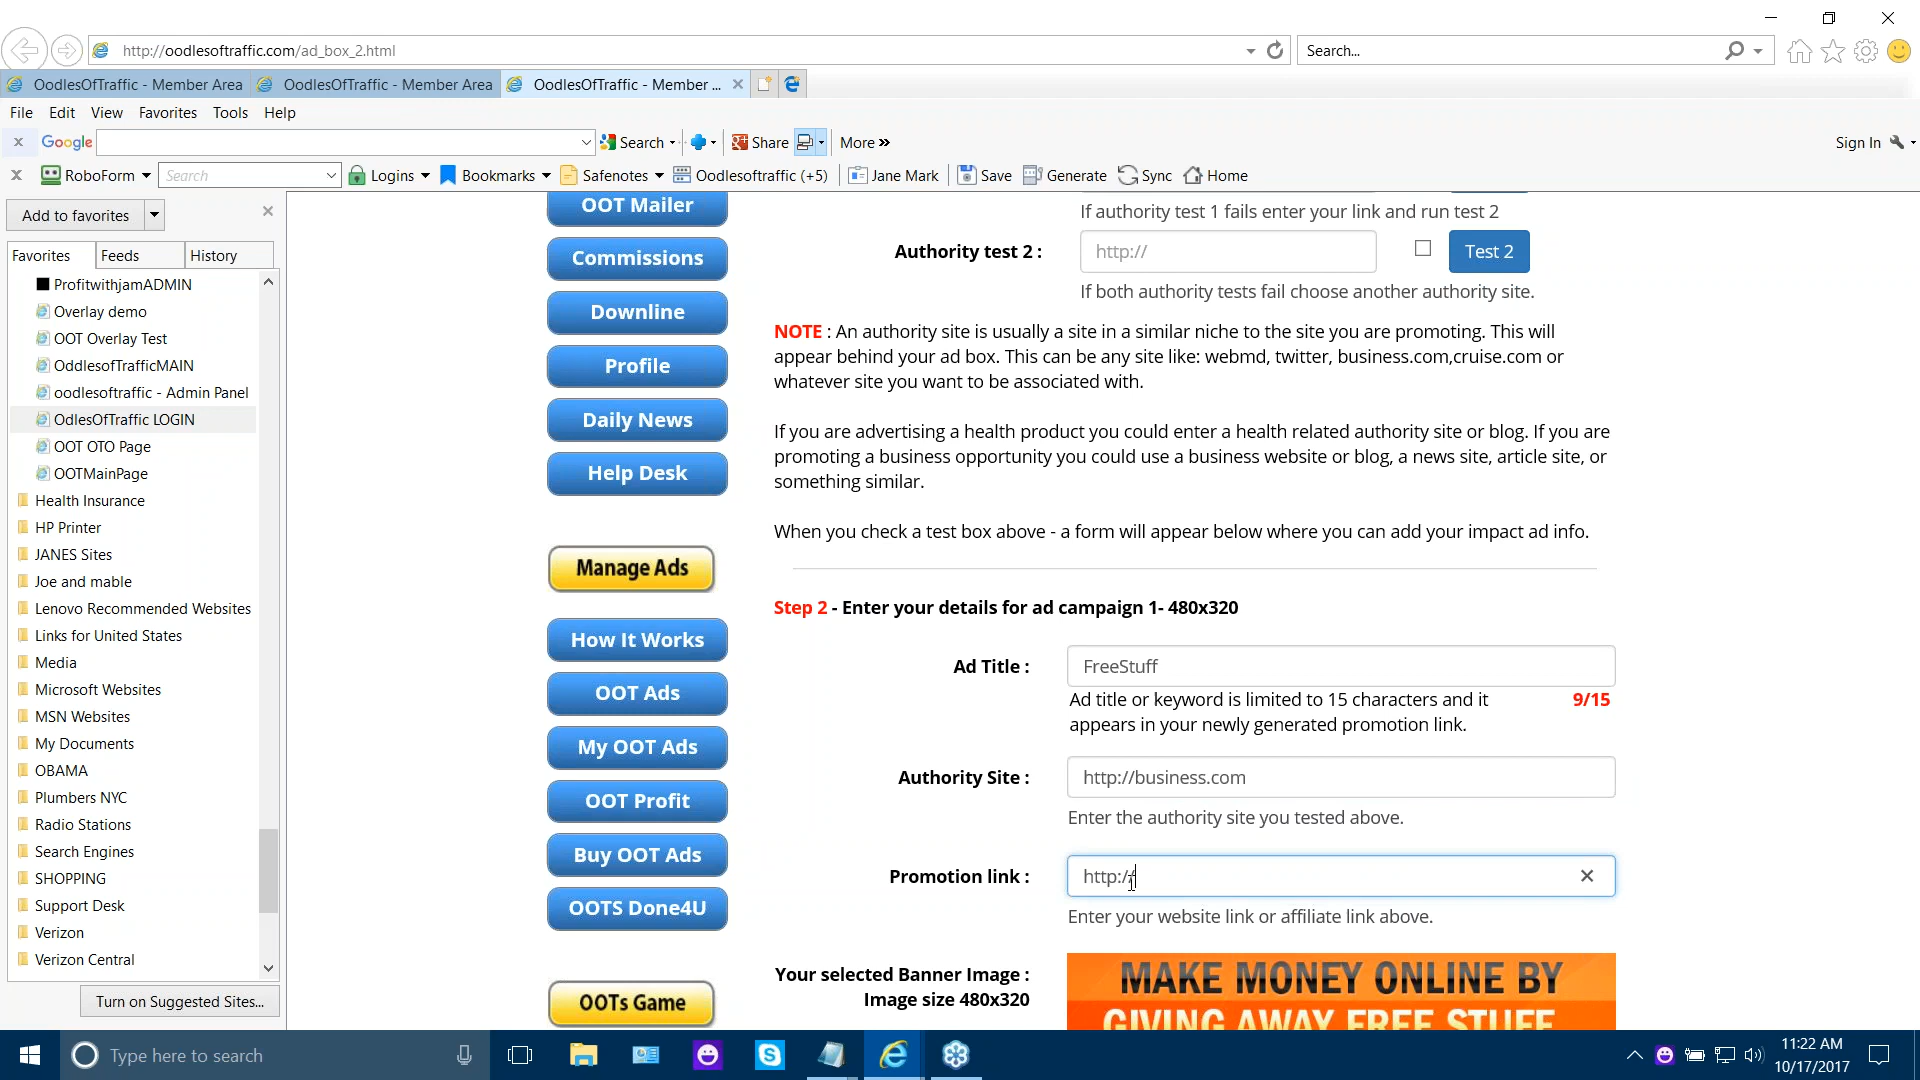 http://oodlesoftraffic.com/ad_box_2.html
Search...
OodlesOfTraffic - Member Area
OodlesOfTraffic - Member Area
OodlesOfTraffic - Member ...
File Edit View Favorites Tools Help
x Google Search Share More »
Sign In
x RoboForm Search Logins Bookmarks Safenotes Oodlesoftraffic (+5) Jane Mark Save Generate Sync Home
Add to favorites
Favorites Feeds History
ProfitwithjamADMIN
Overlay demo
OOT Overlay Test
OddlesofTrafficMAIN
oodlesoftraffic - Admin Panel
OdlesOfTraffic LOGIN
OOT OTO Page
OOTMainPage
Health Insurance
HP Printer
JANES Sites
Joe and mable
Lenovo Recommended Websites
Links for United States
Media
Microsoft Websites
MSN Websites
My Documents
OBAMA
Plumbers NYC
Radio Stations
Search Engines
SHOPPING
Support Desk
Verizon
Verizon Central
Turn on Suggested Sites...
OOT Mailer
Commissions
Downline
Profile
Daily News
Help Desk
Manage Ads
How It Works
OOT Ads
My OOT Ads
OOT Profit
Buy OOT Ads
OOTS Done4U
OOTs Game
If authority test 1 fails enter your link and run test 2
Authority test 2 : http:// Test 2
If both authority tests fail choose another authority site.
NOTE : An authority site is usually a site in a similar niche to the site you are promoting. This will
appear behind your ad box. This can be any site like: webmd, twitter, business.com,cruise.com or
whatever site you want to be associated with.
If you are advertising a health product you could enter a health related authority site or blog. If you are
promoting a business opportunity you could use a business website or blog, a news site, article site, or
something similar.
When you check a test box above - a form will appear below where you can add your impact ad info.
Step 2 - Enter your details for ad campaign 1- 480x320
Ad Title : FreeStuff
Ad title or keyword is limited to 15 characters and it 9/15
appears in your newly generated promotion link.
Authority Site : http://business.com
Enter the authority site you tested above.
Promotion link : http://
Enter your website link or affiliate link above.
Your selected Banner Image :
Image size 480x320
MAKE MONEY ONLINE BY
GIVING AWAY FREE STUFF
Type here to search
11:22 AM
10/17/2017